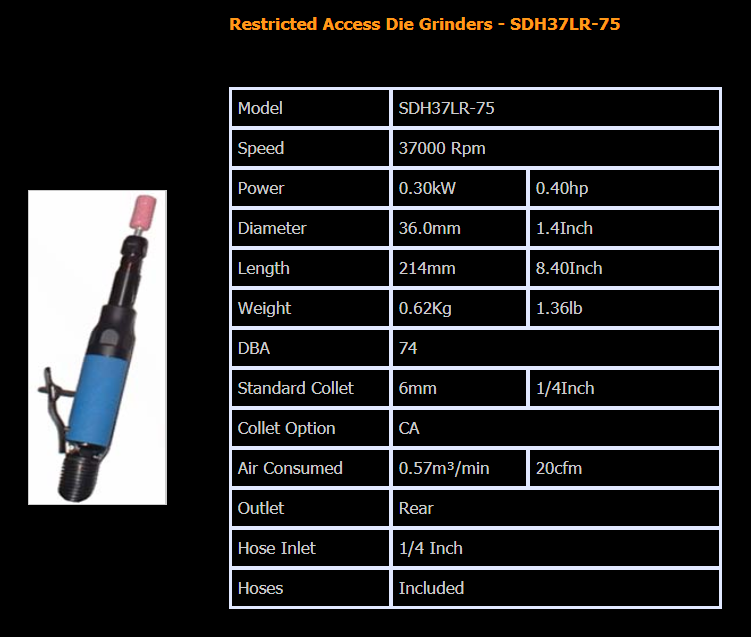 Restricted Access Die Grinders - SDH37LR-75
Model SDH37LR-75
Speed 37000 Rpm
Power 0.30kW 0.40hp
Diameter 36.0mm 1.4Inch
Length 214mm 8.40Inch
Weight 0.62Kg 1.36lb
DBA 74
Standard Collet 6mm 1/4Inch
Collet Option CA
Air Consumed 0.57m³/min 20cfm
Outlet Rear
Hose Inlet 1/4 Inch
Hoses Included